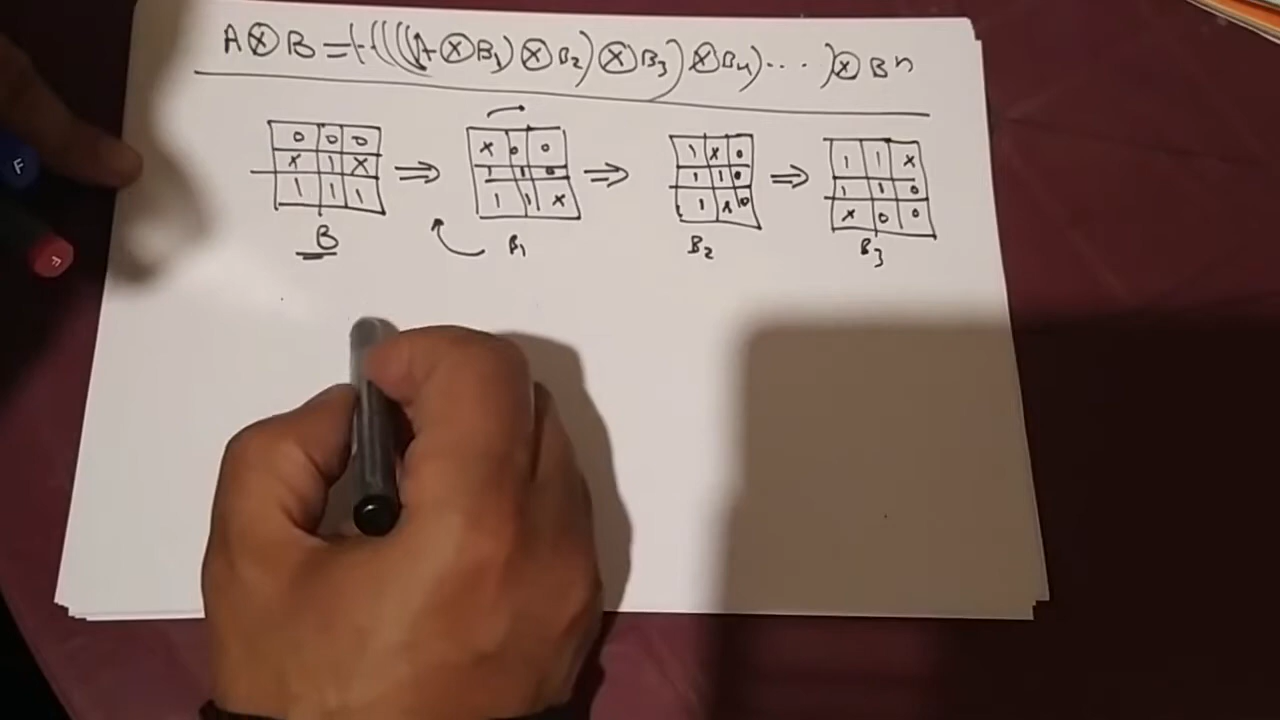 A ⊗ B = (···((((A ⊗ B₁) ⊗ B₂) ⊗ B₃) ⊗ B₄) ··· ) ⊗ Bⁿ
0 0 0 x 0 0 1 x 0 1 1 x
x 1 x ⇒ 1 1 0 ⇒ 1 1 0 ⇒ 1 1 0
1 1 1 1 1 x 1 x 0 x 0 0
B B₁ B₂ B₃
F
F